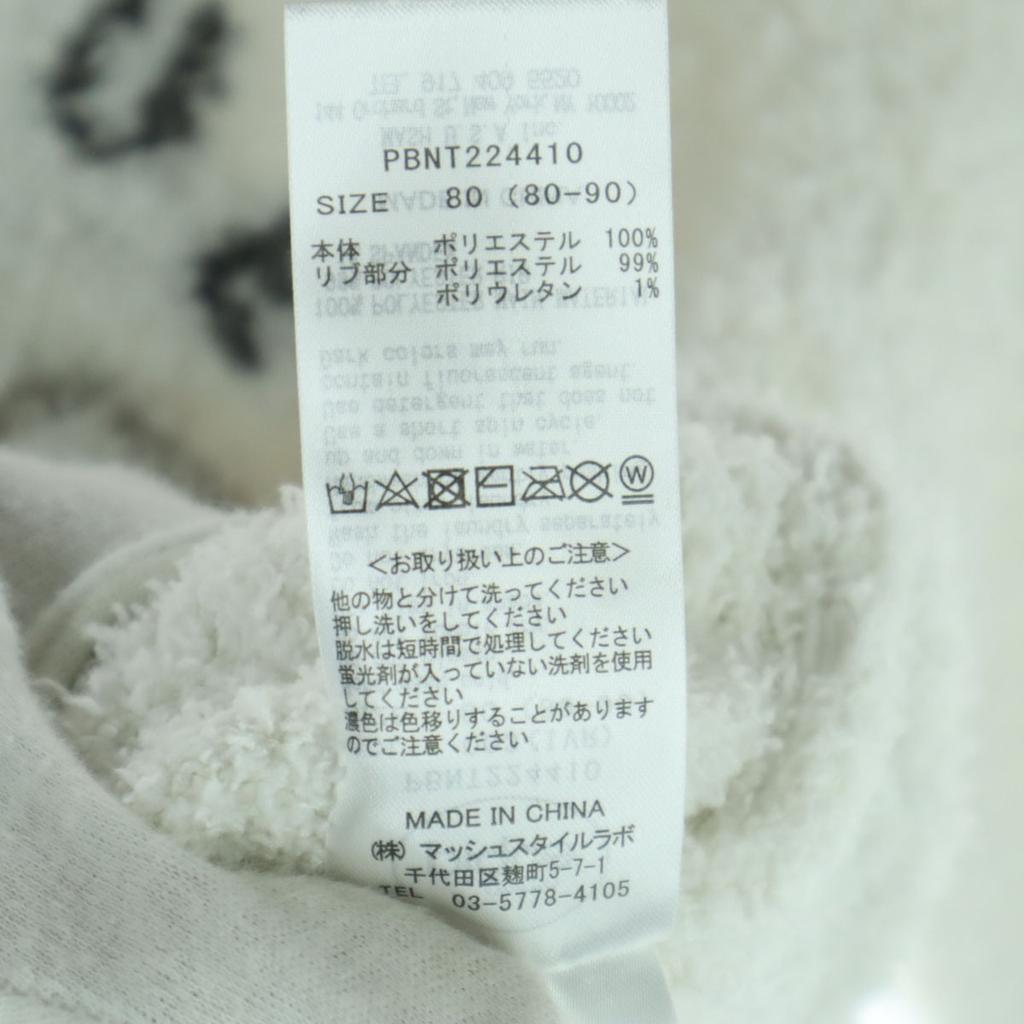 PBNT224410
SIZE 80 (80-90)
本体 ポリエステル 100%
リブ部分 ポリエステル 99%
ポリウレタン 1%
W
<お取り扱い上のご注意>
他の物と分けて洗ってください
押し洗いをしてください
脱水は短時間で処理してください
蛍光剤が入っていない洗剤を使用
してください
濃色は色移りすることがあります
のでご注意ください
MADE IN CHINA
(株) マッシュスタイルラボ
千代田区麹町5-7-1
TEL 03-5778-4105